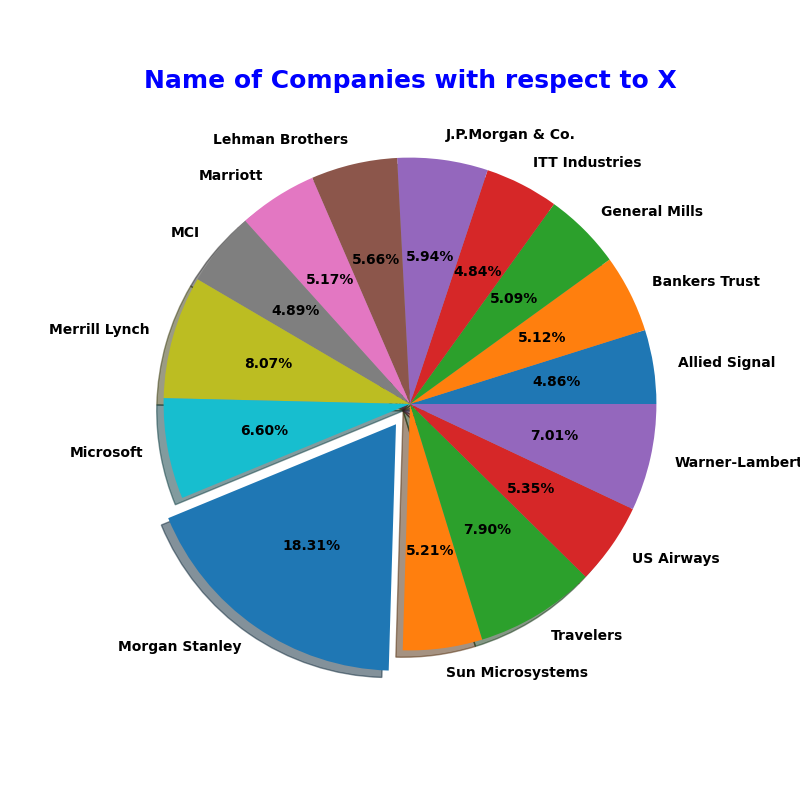 Name of Companies with respect to X
J.P.Morgan & Co.
Lehman Brothers
ITT Industries
Marriott
General Mills
MCI
5.94%
5.66%
4.84%
5.17%
Bankers Trust
5.09%
4.89%
Merrill Lynch
5.12%
Allied Signal
8.07%
4.86%
6.60%
7.01%
Microsoft
Warner-Lambert
5.35%
7.90%
18.31%
5.21%
US Airways
Travelers
Morgan Stanley
Sun Microsystems